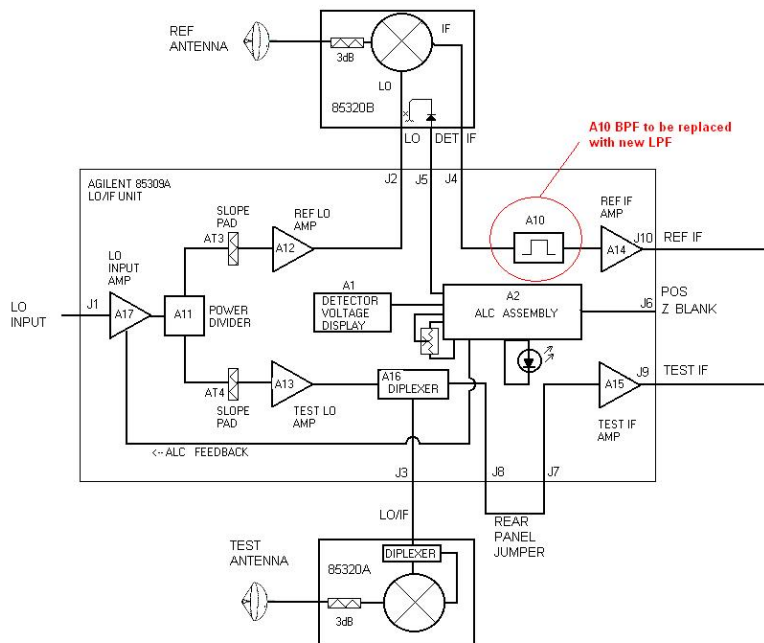 REF
ANTENNA
3dB
IF
LO
85320B
LO
DET
IF
A10 BPF to be replaced
with new LPF
AGILENT 85309A
LO/IF UNIT
J2
J5
J4
SLOPE
PAD
REF LO
AMP
AT3
A12
A10
REF IF
AMP
A14
J10
REF IF
LO
INPUT
AMP
LO
INPUT
J1
A17
A11
POWER
DIVIDER
A1
DETECTOR
VOLTAGE
DISPLAY
A2
ALC ASSEMBLY
J6
POS
Z BLANK
AT4
SLOPE
PAD
A13
TEST LO
AMP
A16
DIPLEXER
A15
TEST IF
AMP
J9
TEST IF
<-- ALC FEEDBACK
J3
J8
J7
LO/IF
REAR
PANEL
JUMPER
TEST
ANTENNA
85320A
DIPLEXER
3dB